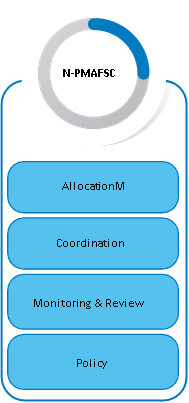 N-PMAFSC
AllocationM
Coordination
Monitoring & Review
Policy